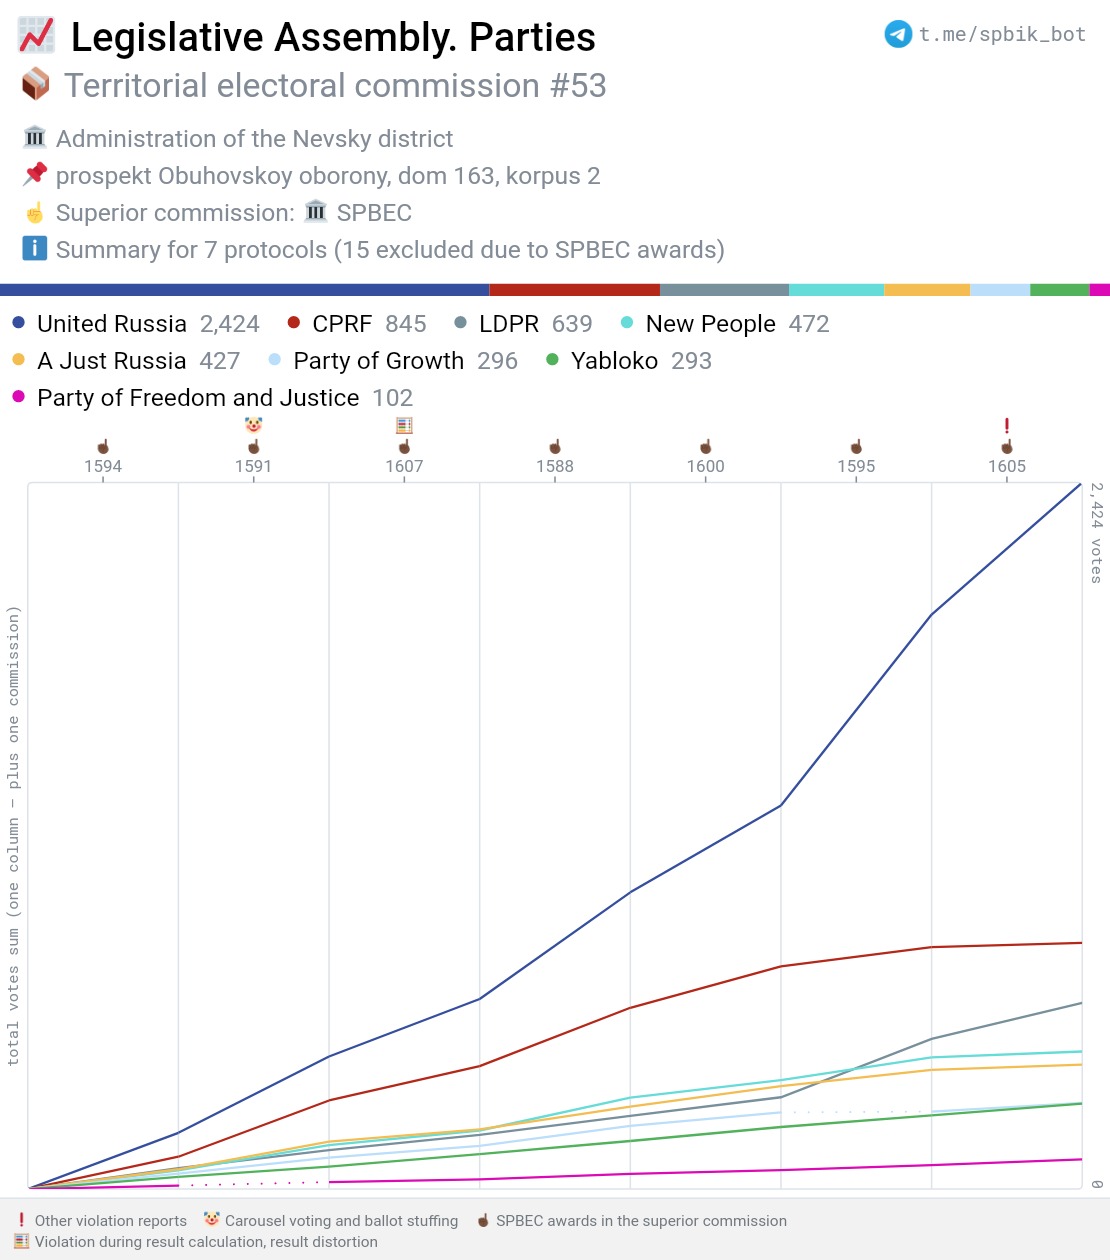 Legislative Assembly. Parties
t.me/spbik_bot
Territorial electoral commission #53
Administration of the Nevsky district
prospekt Obuhovskoy oborony, dom 163, korpus 2
Superior commission: SPBEC
Summary for 7 protocols (15 excluded due to SPBEC awards)
United Russia 2,424 CPRF 845 LDPR 639 New People 472
A Just Russia 427 Party of Growth 296 Yabloko 293
Party of Freedom and Justice 102
1594 1591 1607 1588 1600 1595 1605
2,424 votes
total votes sum (one column — plus one commission)
0
Other violation reports Carousel voting and ballot stuffing SPBEC awards in the superior commission
Violation during result calculation, result distortion